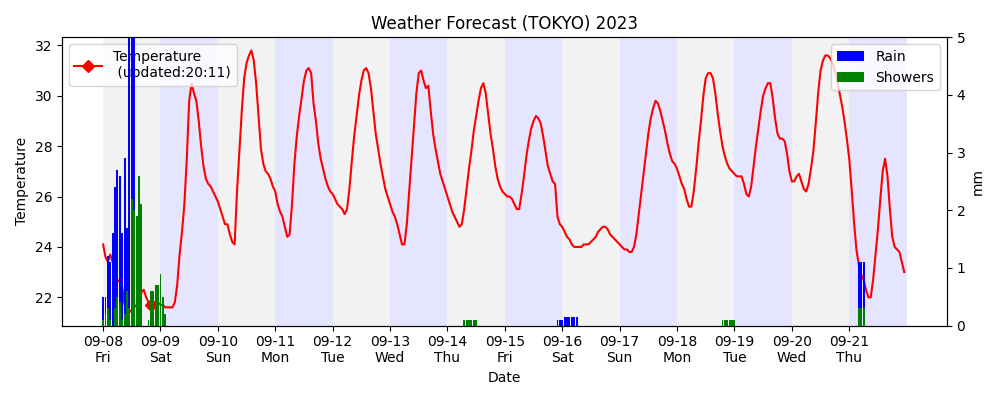 Weather Forecast (TOKYO) 2023
Temperature
(updated:20:11)
Rain
Showers
32
30
28
26
24
22
Temperature
5
4
3
2
1
0
mm
09-08 09-09 09-10 09-11 09-12 09-13 09-14 09-15 09-16 09-17 09-18 09-19 09-20 09-21
Fri Sat Sun Mon Tue Wed Thu Fri Sat Sun Mon Tue Wed Thu
Date